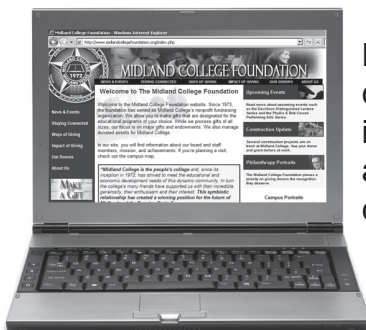 Midland College Foundation - Windows Internet Explorer
http://www.midlandcollegefoundation.org/index.php
1972
MIDLAND COLLEGE FOUNDATION
NEWS & EVENTS STAYING CONNECTED WAYS OF GIVING IMPACT OF GIVING OUR DONORS ABOUT US
News & Events
Staying Connected
Ways of Giving
Impact of Giving
Our Donors
About Us
MAKE
A
GIFT
Welcome to The Midland College Foundation
Welcome to the Midland College Foundation website. Since 1973,
the foundation has served as Midland College's nonprofit fundraising
organization. You allow us to make gifts that are designated for the
educational programs of your choice. While we process gifts of all
sizes, our focus is on major gifts and endowments. We also manage
donated assets for Midland College.
In our site, you will find information about our board and staff
members, mission, and achievements. If you're planning a visit,
check out the campus map.
"Midland College is the people's college and, since its
inception in 1972, has aimed to meet the educational and
economic development needs of this dynamic community. In turn
the college's many friends have supported us with their incredible
generosity, their enthusiasm and their interest. This symbiotic
relationship has created a winning position for the future of
Upcoming Events
Read more about upcoming events such
as the Davidson Distinguished Lecture
Series and the Phyllis & Bob Cowan
Performing Arts Series.
Construction Update
Several construction projects are on
tap at Midland College. See your donor
and grant-dollars at work.
Philanthropy Portraits
The Midland College Foundation places a
priority on giving donors the recognition
they deserve.
Campus Portraits